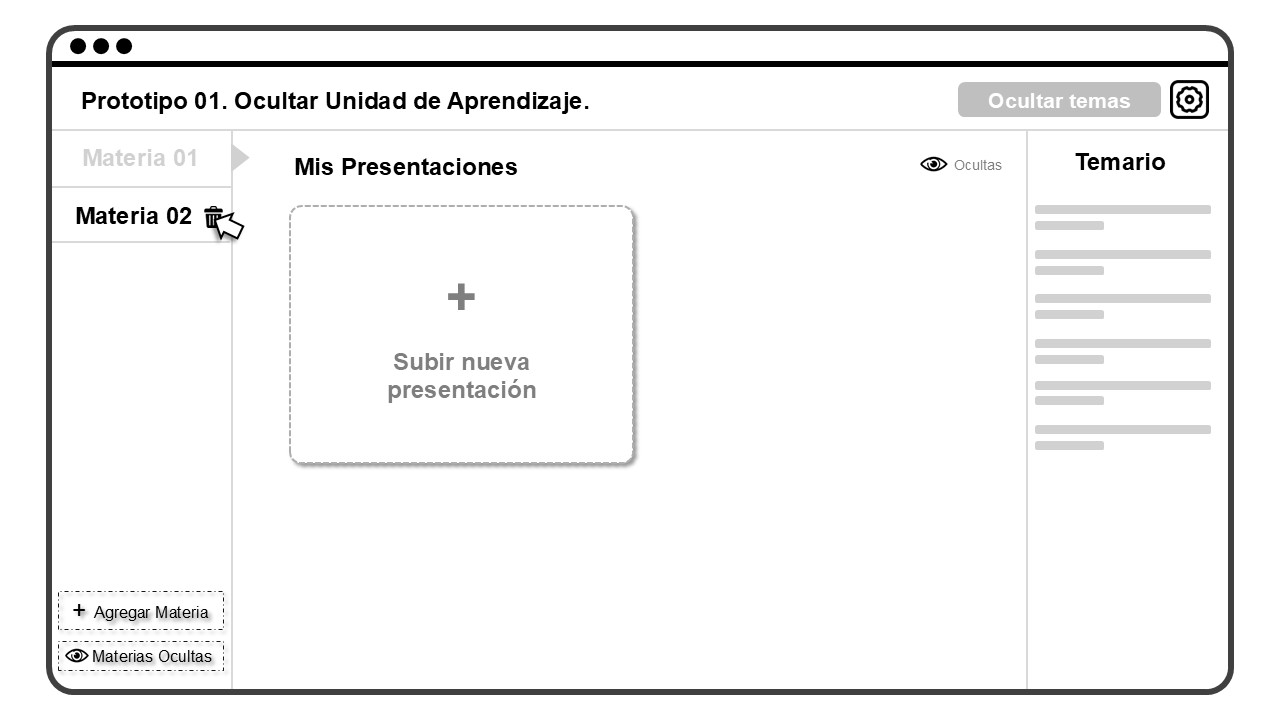 Prototipo 01. Ocultar Unidad de Aprendizaje.
Ocultar temas
Materia 01
Materia 02
Mis Presentaciones
Ocultas
Subir nueva
presentación
Temario
+ Agregar Materia
Materias Ocultas